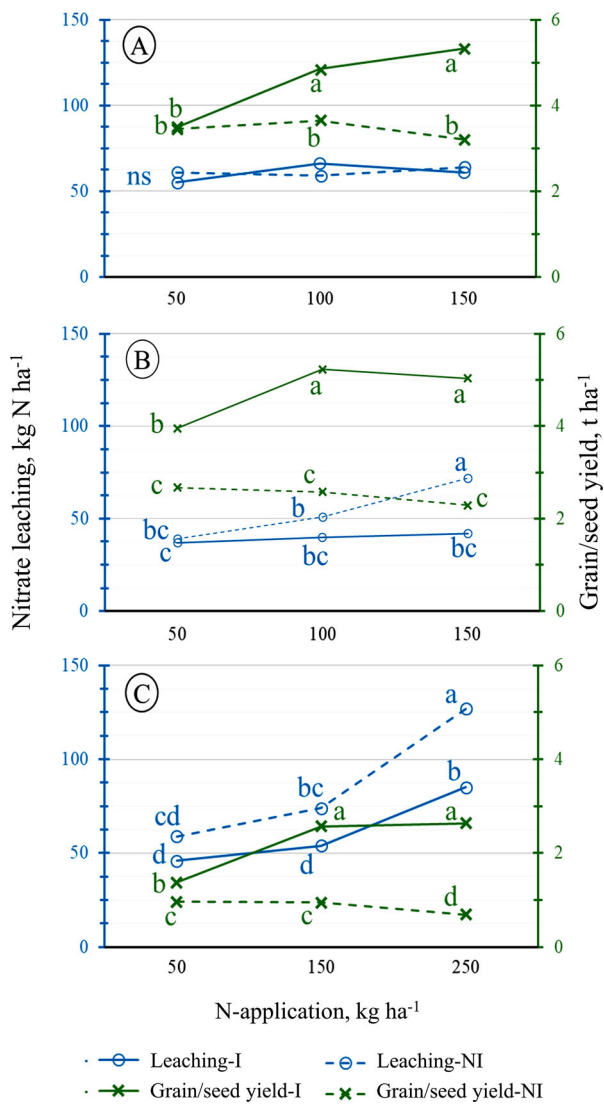 Nitrate leaching, kg N ha-1
Grain/seed yield, t ha-1
A
150
100
50
0
6
4
2
0
b
b
a
a
b
b
ns
50 100 150
B
150
100
50
0
6
4
2
0
b
a
a
c
c
c
a
b
bc
c
bc
bc
50 100 150
C
150
100
50
0
6
4
2
0
a
b
bc
cd
d
d
a
a
b
c
c
d
50 150 250
N-application, kg ha-1
Leaching-I Leaching-NI
Grain/seed yield-I Grain/seed yield-NI